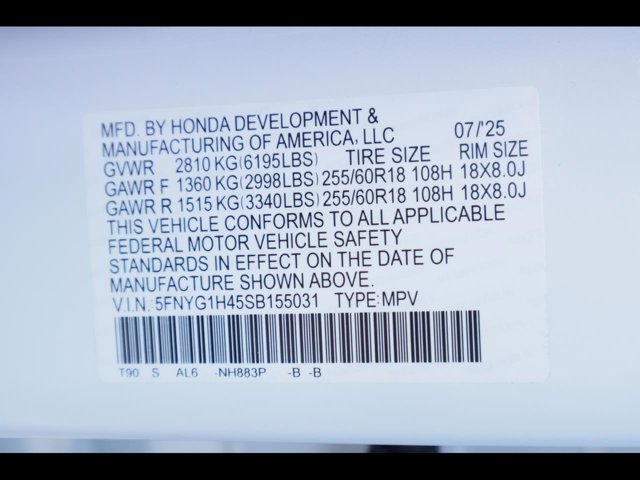 MFD. BY HONDA DEVELOPMENT &
MANUFACTURING OF AMERICA, LLC 07/'25
GVWR 2810 KG(6195LBS) TIRE SIZE RIM SIZE
GAWR F 1360 KG(2998LBS) 255/60R18 108H 18X8.0J
GAWR R 1515 KG(3340LBS) 255/60R18 108H 18X8.0J
THIS VEHICLE CONFORMS TO ALL APPLICABLE
FEDERAL MOTOR VEHICLE SAFETY
STANDARDS IN EFFECT ON THE DATE OF
MANUFACTURE SHOWN ABOVE.
V.I.N.: 5FNYG1H45SB155031 TYPE: MPV
T90 S AL6 -NH883P -B -B